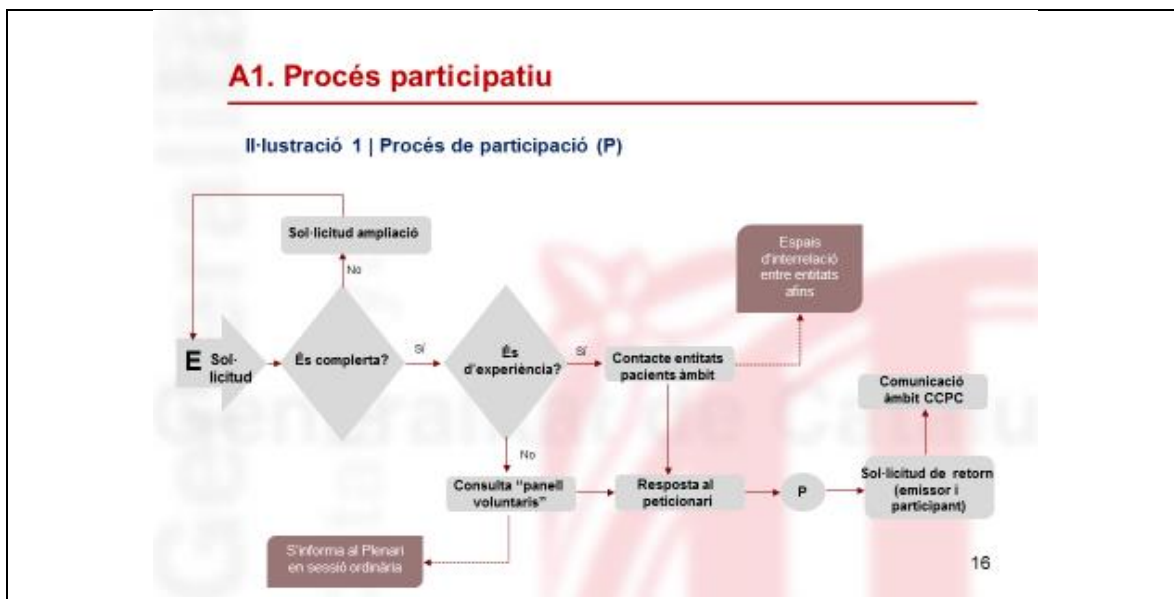 A1. Procés participatiu
Il·lustració 1 | Procés de participació (P)
Sol·licitud ampliació
No
Espais
d'interrelació
entre entitats
afins
E Sol·
licitud
És complerta?
Sí
És
d'experiència?
Sí
Contacte entitats
pacients àmbit
Comunicació
àmbit CCPC
No
Consulta "panell
voluntaris"
Resposta al
peticionari
P
Sol·licitud de retorn
(emissor i
participant)
S'informa al Plenari
en sessió ordinària
16